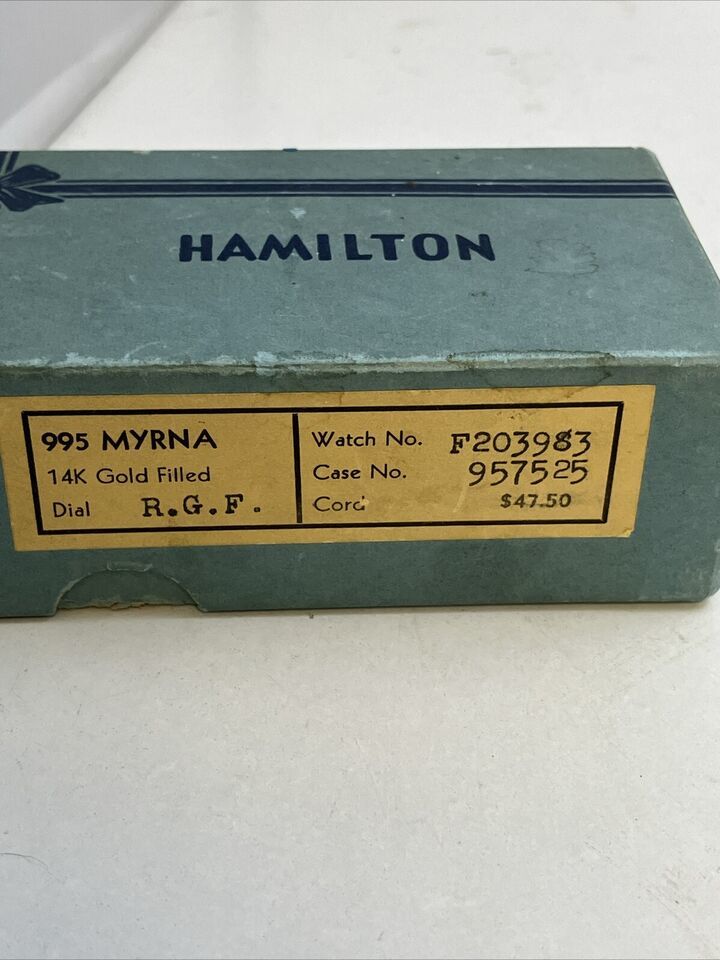 HAMILTON
995 MYRNA
14K Gold Filled
Dial R.G.F.
Watch No. F203983
Case No. 957525
Cord $47.50